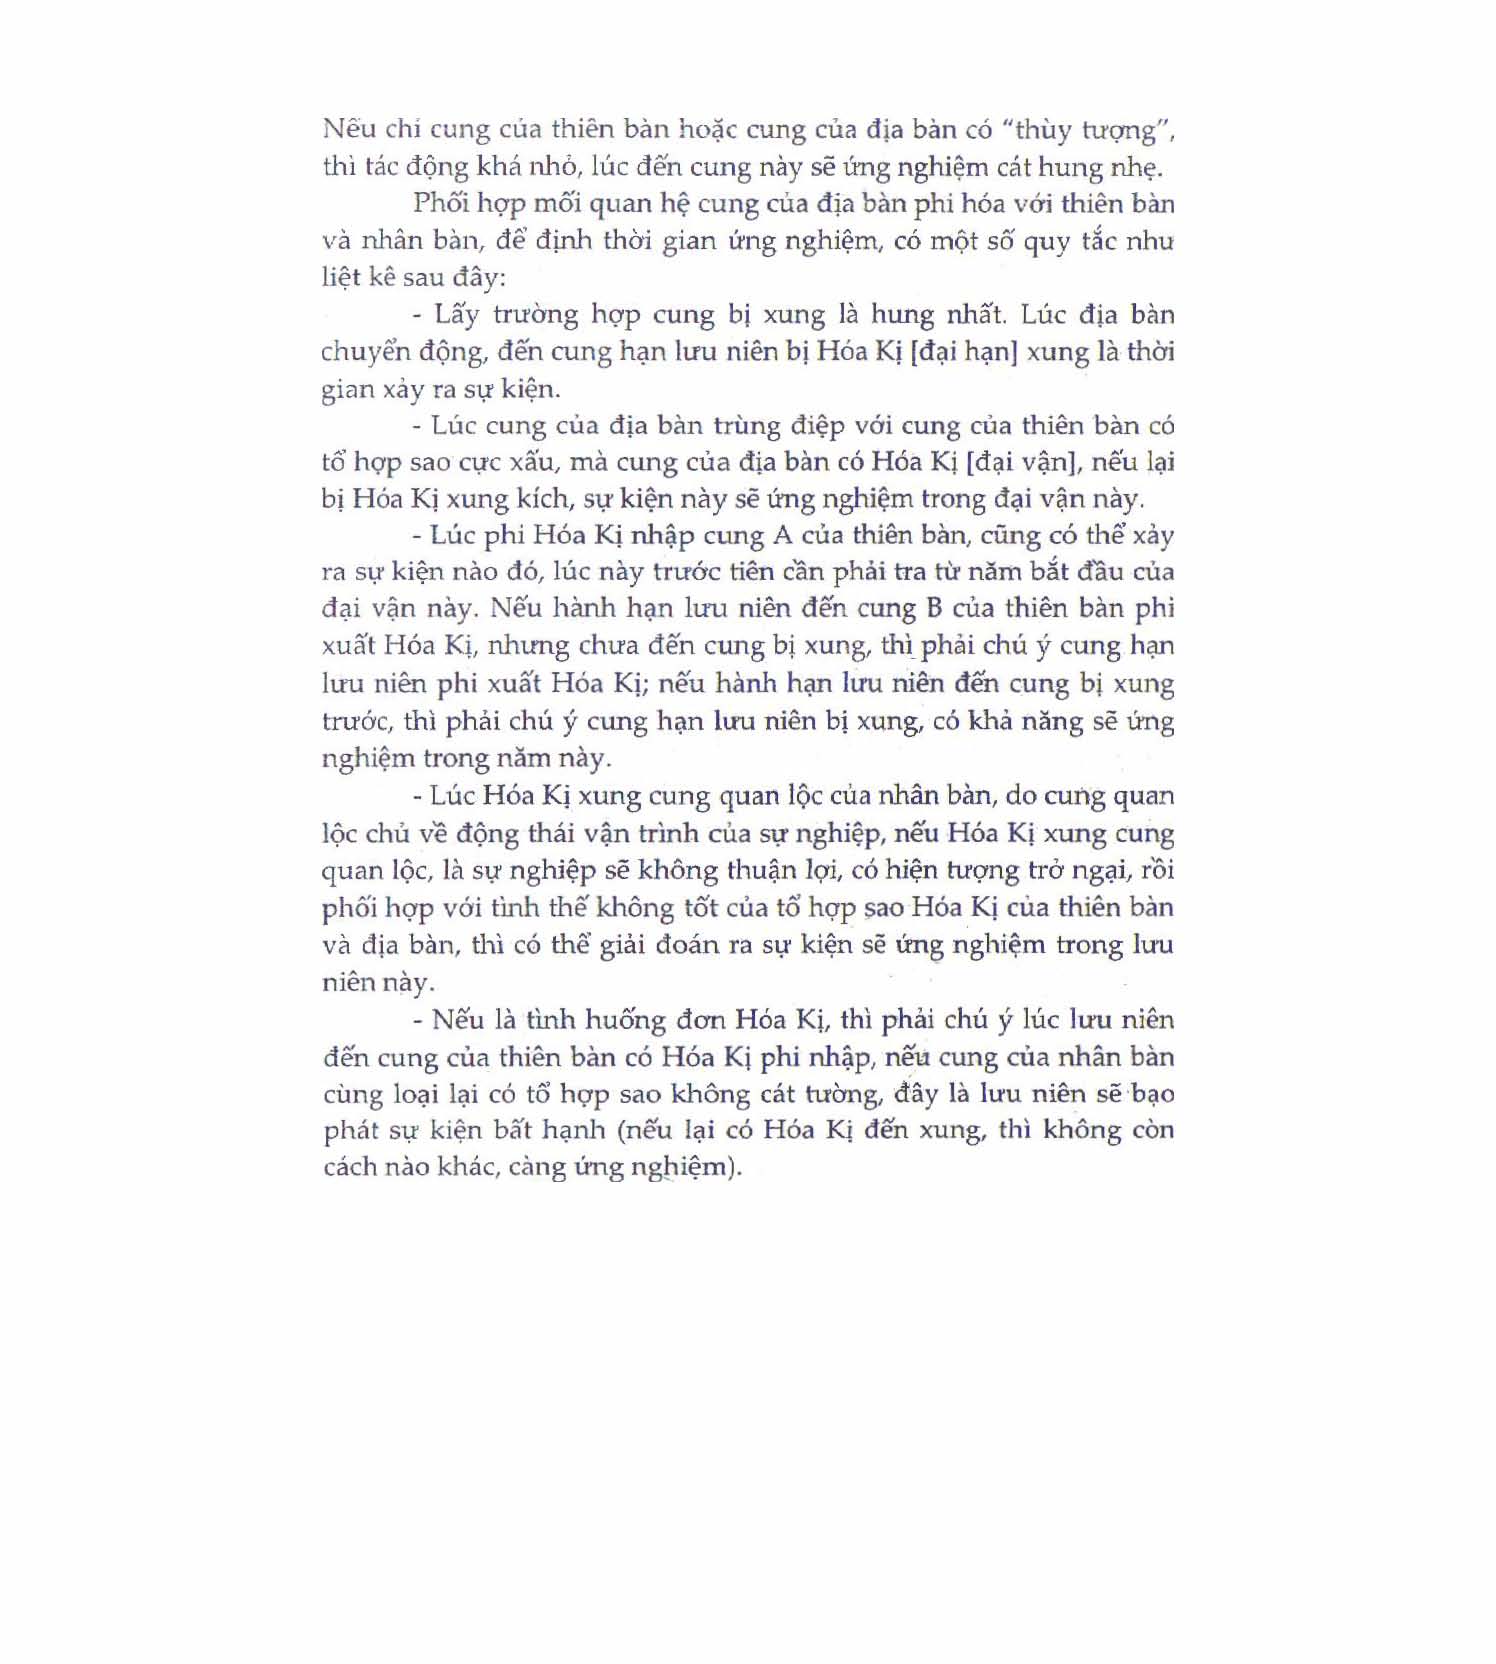 Nếu chỉ cung của thiên bàn hoặc cung của địa bàn có “thùy tượng”,
thì tác động khá nhỏ, lúc đến cung này sẽ ứng nghiệm cát hung nhẹ.
Phối hợp mối quan hệ cung của địa bàn phi hóa với thiên bàn
và nhân bàn, để định thời gian ứng nghiệm, có một số quy tắc như
liệt kê sau đây:
- Lấy trường hợp cung bị xung là hung nhất. Lúc địa bàn
chuyển động, đến cung hạn lưu niên bị Hóa Kị [đại hạn] xung là thời
gian xảy ra sự kiện.
- Lúc cung của địa bàn trùng điệp với cung của thiên bàn có
tổ hợp sao cực xấu, mà cung của địa bàn có Hóa Kị [đại vận], nếu lại
bị Hóa Kị xung kích, sự kiện này sẽ ứng nghiệm trong đại vận này.
- Lúc phi Hóa Kị nhập cung A của thiên bàn, cũng có thể xảy
ra sự kiện nào đó, lúc này trước tiên cần phải tra từ năm bắt đầu của
đại vận này. Nếu hành hạn lưu niên đến cung B của thiên bàn phi
xuất Hóa Kị, nhưng chưa đến cung bị xung, thì phải chú ý cung hạn
lưu niên phi xuất Hóa Kị; nếu hành hạn lưu niên đến cung bị xung
trước, thì phải chú ý cung hạn lưu niên bị xung, có khả năng sẽ ứng
nghiệm trong năm này.
- Lúc Hóa Kị xung cung quan lộc của nhân bàn, do cung quan
lộc chủ về động thái vận trình của sự nghiệp, nếu Hóa Kị xung cung
quan lộc, là sự nghiệp sẽ không thuận lợi, có hiện tượng trở ngại, rồi
phối hợp với tình thế không tốt của tổ hợp sao Hóa Kị của thiên bàn
và địa bàn, thì có thể giải đoán ra sự kiện sẽ ứng nghiệm trong lưu
niên này.
- Nếu là tình huống đơn Hóa Kị, thì phải chú ý lúc lưu niên
đến cung của thiên bàn có Hóa Kị phi nhập, nếu cung của nhân bàn
cùng loại lại có tổ hợp sao không cát tường, đây là lưu niên sẽ bạo
phát sự kiện bất hạnh (nếu lại có Hóa Kị đến xung, thì không còn
cách nào khác, càng ứng nghiệm).